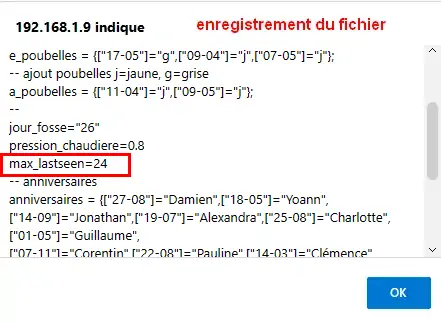 192.168.1.9 indique
enregistrement du fichier
e_poubelles = {["17-05"]="g",["09-04"]="j",["07-05"]="j"};
-- ajout poubelles j=jaune, g=grise
a_poubelles = {["11-04"]="j",["09-05"]="j"};
--
jour_fosse="26"
pression_chaudiere=0.8
max_lastseen=24
-- anniversaires
anniversaires = {["27-08"]="Damien",["18-05"]="Yoann",
["14-09"]="Jonathan",["19-07"]="Alexandra",["25-08"]="Charlotte",
["01-05"]="Guillaume",
["07-11"]="Corentin",["22-08"]="Pauline",["14-03"]="Clémence"
OK